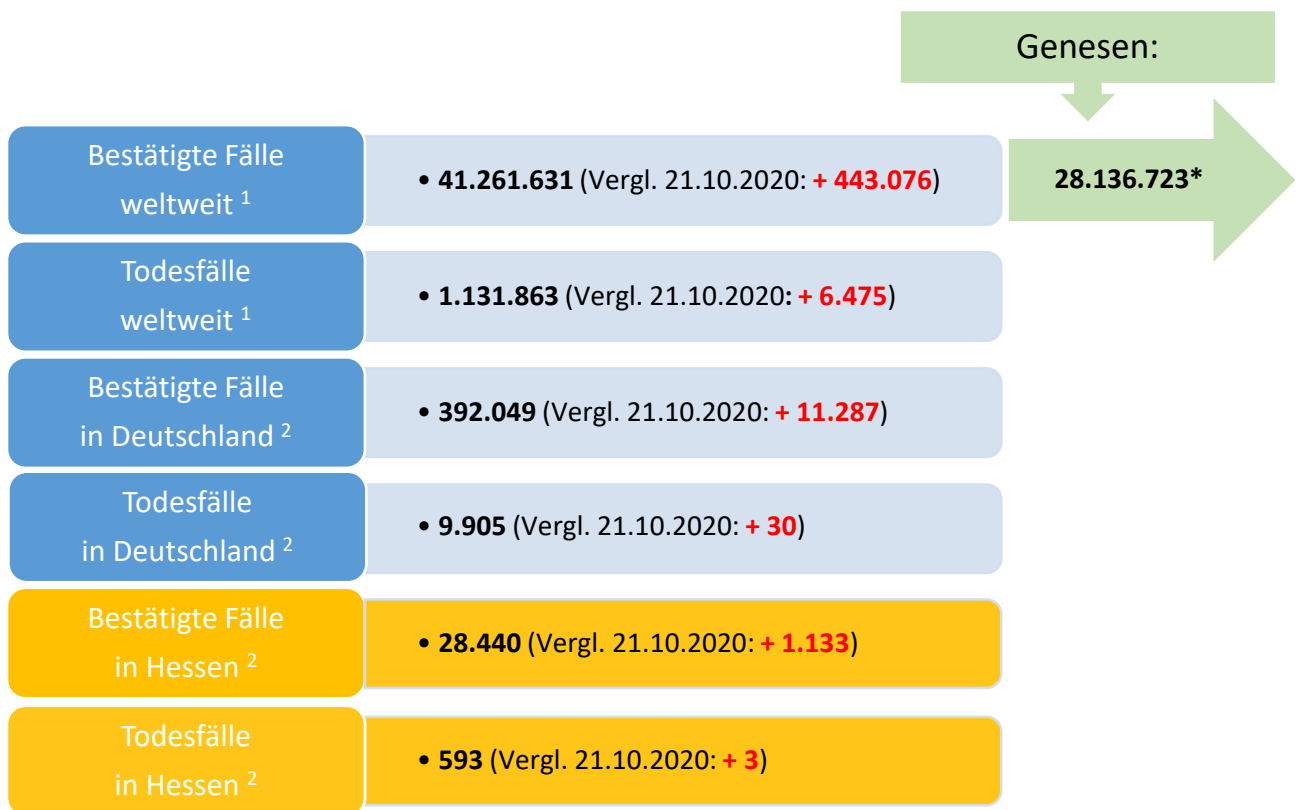 Genesen:
Bestätigte Fälle
weltweit ¹
• 41.261.631 (Vergl. 21.10.2020: + 443.076)
28.136.723*
Todesfälle
weltweit ¹
• 1.131.863 (Vergl. 21.10.2020: + 6.475)
Bestätigte Fälle
in Deutschland ²
• 392.049 (Vergl. 21.10.2020: + 11.287)
Todesfälle
in Deutschland ²
• 9.905 (Vergl. 21.10.2020: + 30)
Bestätigte Fälle
in Hessen ²
• 28.440 (Vergl. 21.10.2020: + 1.133)
Todesfälle
in Hessen ²
• 593 (Vergl. 21.10.2020: + 3)